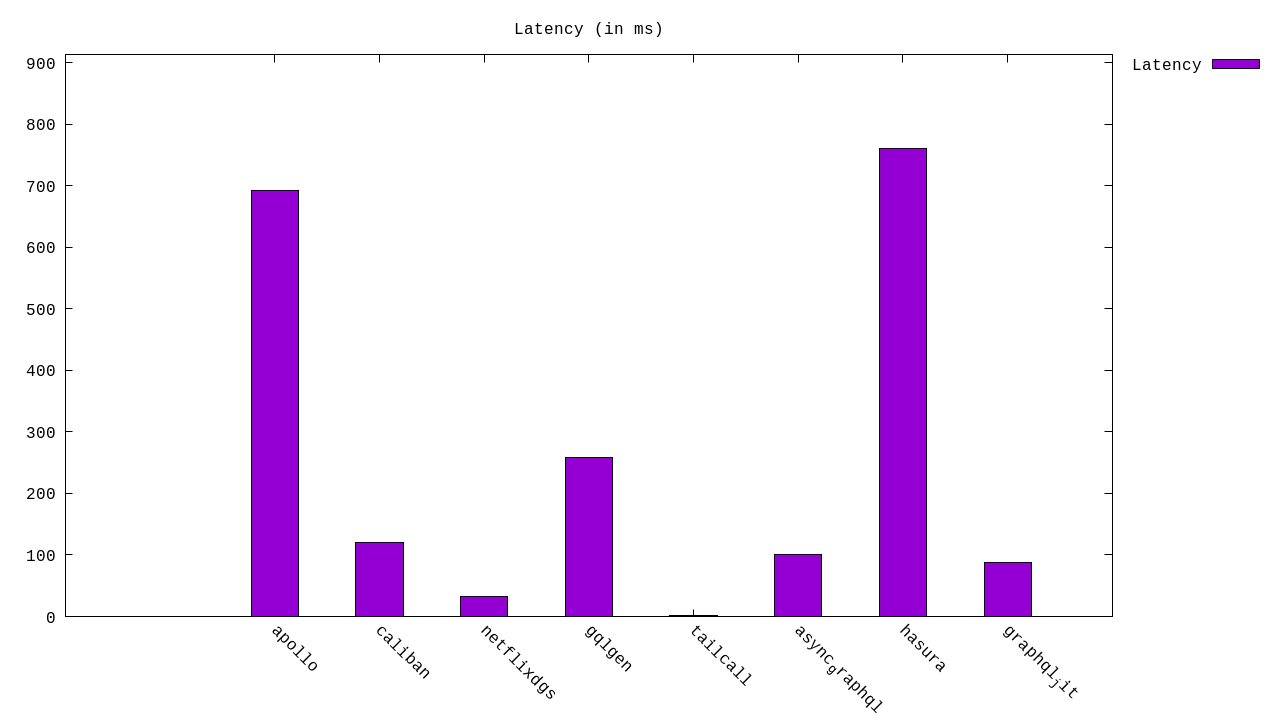 Latency (in ms)
Latency
900
800
700
600
500
400
300
200
100
0
apollo
caliban
netflixdgs
gqlgen
tailcall
async_graphql
hasura
graphql_jit